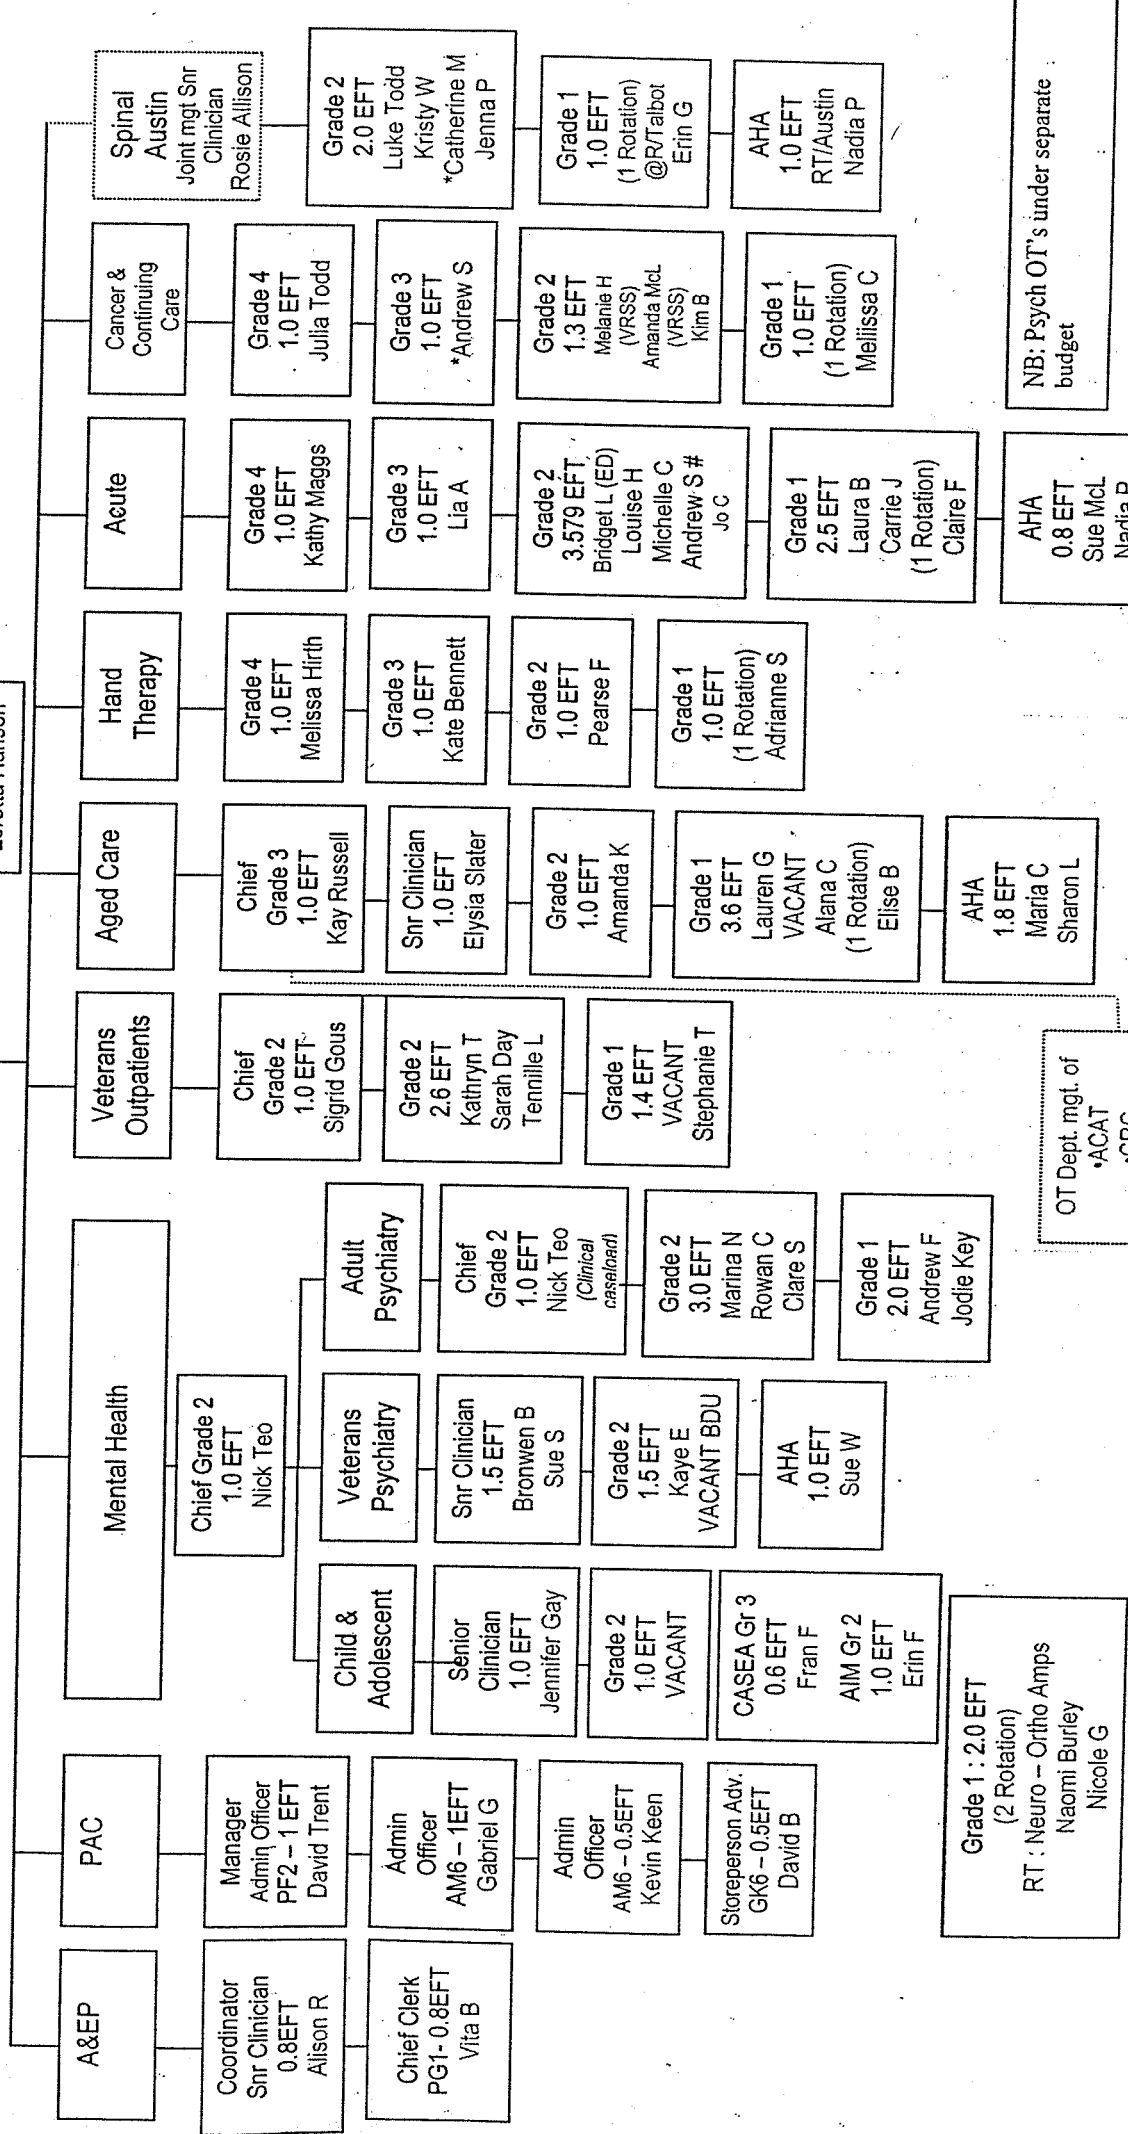 A&EP
Coordinator
Snr Clinician
0.8EFT
Alison R
Chief Clerk
PG1- 0.8EFT
Vita B
PAC
Manager
Admin Officer
PF2 – 1 EFT
David Trent
Admin
Officer
AM6 – 1EFT
Gabriel G
Admin
Officer
AM6 – 0.5EFT
Kevin Keen
Storeperson Adv.
GK6 – 0.5EFT
David B
Mental Health
Chief Grade 2
1.0 EFT
Nick Teo
Child &
Adolescent
Senior
Clinician
1.0 EFT
Jennifer Gay
Grade 2
1.0 EFT
VACANT
CASEA Gr 3
0.6 EFT
Fran F
AIM Gr 2
1.0 EFT
Erin F
Veterans
Psychiatry
Snr Clinician
1.5 EFT
Bronwen B
Sue S
Grade 2
1.5 EFT
Kaye E
VACANT BDU
AHA
1.0 EFT
Sue W
Adult
Psychiatry
Chief
Grade 2
1.0 EFT
Nick Teo
(Clinical
caseload)
Grade 2
3.0 EFT
Marina N
Rowan C
Clare S
Grade 1
2.0 EFT
Andrew F
Jodie Key
Grade 1 : 2.0 EFT
(2 Rotation)
RT : Neuro – Ortho Amps
Naomi Burley
Nicole G
Veterans
Outpatients
Chief
Grade 2
1.0 EFT
Sigrid Gous
Grade 2
2.6 EFT
Kathryn T
Sarah Day
Tennille L
Grade 1
1.4 EFT
VACANT
Stephanie T
Aged Care
Chief
Grade 3
1.0 EFT
Kay Russell
Snr Clinician
1.0 EFT
Elysia Slater
Grade 2
1.0 EFT
Amanda K
Grade 1
3.6 EFT
Lauren G
VACANT
Alana C
(1 Rotation)
Elise B
AHA
1.8 EFT
Maria C
Sharon L
OT Dept. mgt. of
•ACAT
Hand
Therapy
Grade 4
1.0 EFT
Melissa Hirth
Grade 3
1.0 EFT
Kate Bennett
Grade 2
1.0 EFT
Pearse F
Grade 1
1.0 EFT
(1 Rotation)
Adrianne S
Acute
Grade 4
1.0 EFT
Kathy Maggs
Grade 3
1.0 EFT
Lia A
Grade 2
3.579 EFT
Bridget L (ED)
Louise H
Michelle C
Andrew S #
Jo C
Grade 1
2.5 EFT
Laura B
Carrie J
(1 Rotation)
Claire F
AHA
0.8 EFT
Sue McL
Nadia
Cancer &
Continuing
Care
Grade 4
1.0 EFT
Julia Todd
Grade 3
1.0 EFT
*Andrew S
Grade 2
1.3 EFT
Melanie H
(VRSS)
Amanda McL
(VRSS)
Kim B
Grade 1
1.0 EFT
(1 Rotation)
Mellissa C
Spinal
Austin
Joint mgt Snr
Clinician
Rosie Allison
Grade 2
2.0 EFT
Luke Todd
Kristy W
*Catherine M
Jenna P
Grade 1
1.0 EFT
(1 Rotation)
@R/Talbot
Erin G
AHA
1.0 EFT
RT/Austin
Nadia P
NB: Psych OT's under separate
budget